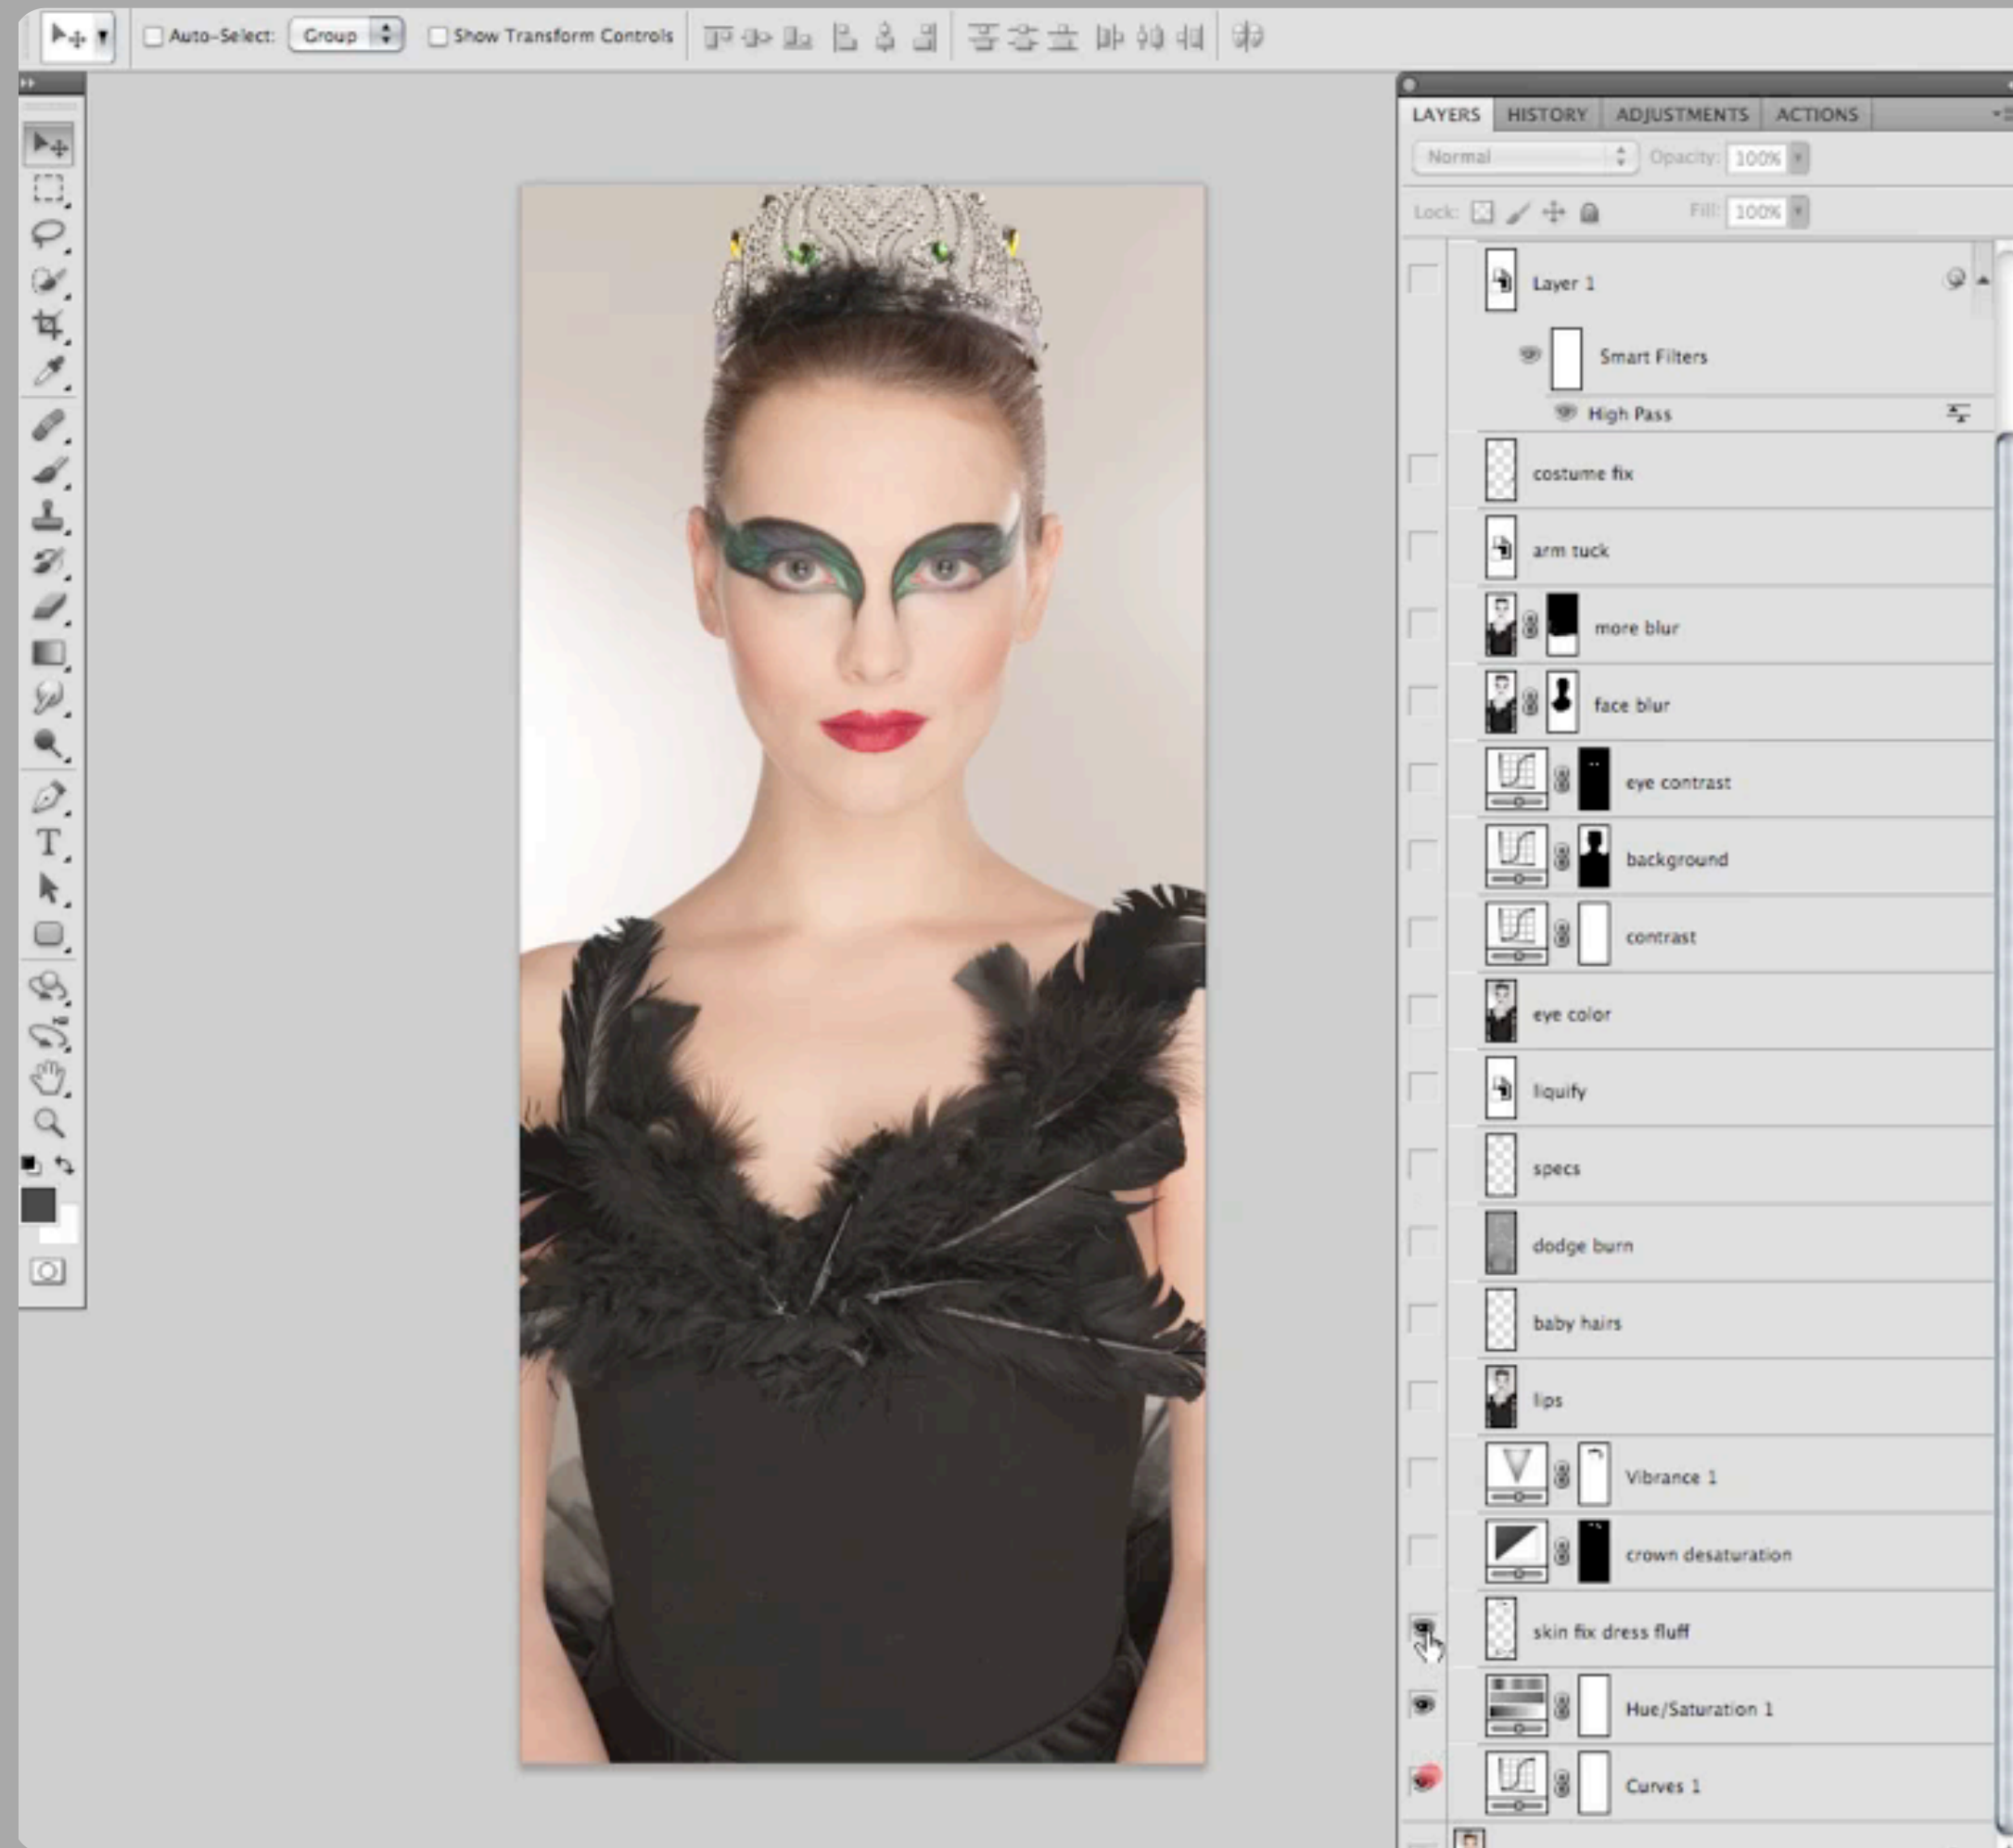 Auto-Select: Group Show Transform Controls
LAYERS HISTORY ADJUSTMENTS ACTIONS
Normal Opacity: 100%
Lock: Fill: 100%
Layer 1
Smart Filters
High Pass
costume fix
arm tuck
more blur
face blur
eye contrast
background
contrast
eye color
liquify
specs
dodge burn
baby hairs
lips
Vibrance 1
crown desaturation
skin fix dress fluff
Hue/Saturation 1
Curves 1